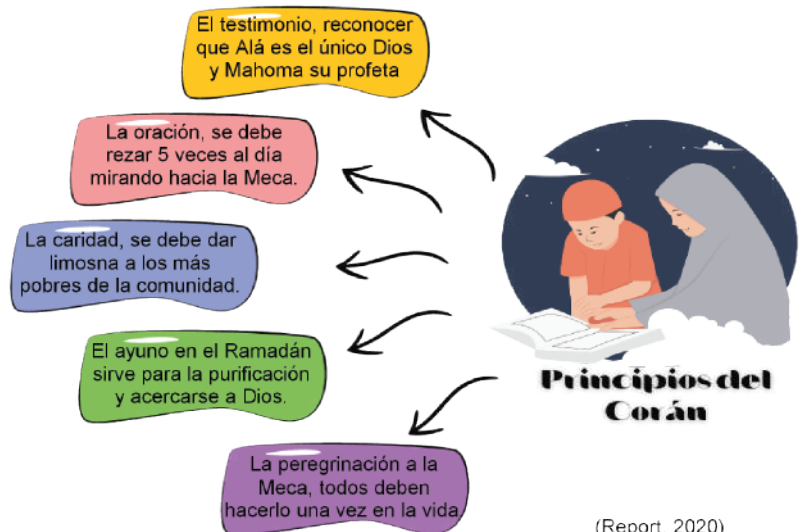 El testimonio, reconocer
que Alá es el único Dios
y Mahoma su profeta
La oración, se debe
rezar 5 veces al día
mirando hacia la Meca.
La caridad, se debe dar
limosna a los más
pobres de la comunidad.
El ayuno en el Ramadán
sirve para la purificación
y acercarse a Dios.
La peregrinación a la
Meca, todos deben
hacerlo una vez en la vida.
Principios del
Corán
(Report, 2020)